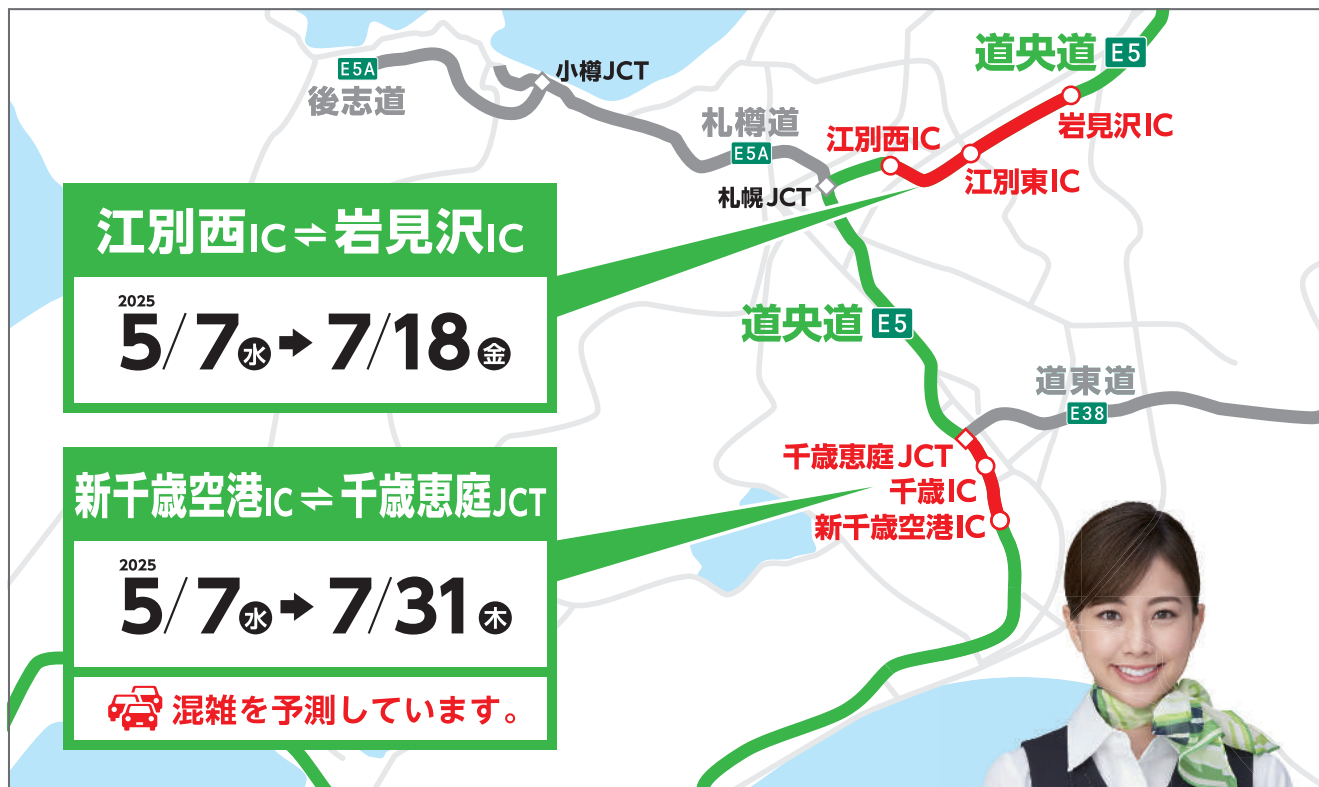 E5A
後志道
小樽JCT
札樽道
E5A
札幌JCT
道央道 E5
岩見沢IC
江別西IC
江別東IC
江別西IC⇌岩見沢IC
2025
5/7水→7/18金
道央道 E5
道東道
E38
千歳恵庭JCT
千歳IC
新千歳空港IC
新千歳空港IC⇌千歳恵庭JCT
2025
5/7水→7/31木
混雑を予測しています。